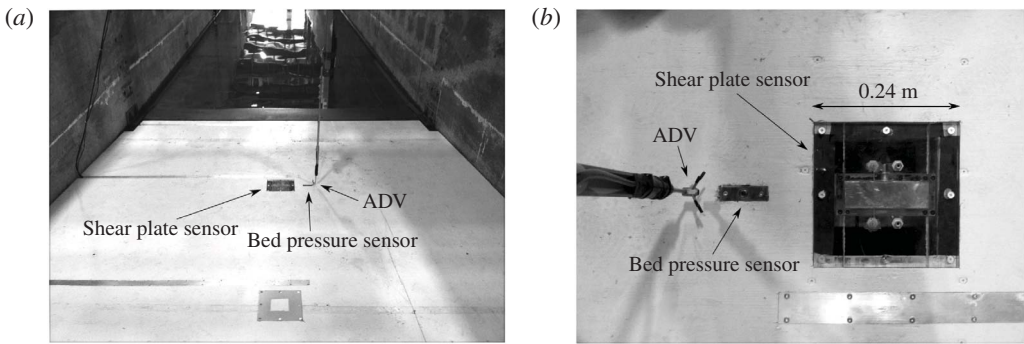 (a)
ADV
Shear plate sensor
Bed pressure sensor
(b)
Shear plate sensor
0.24 m
ADV
Bed pressure sensor